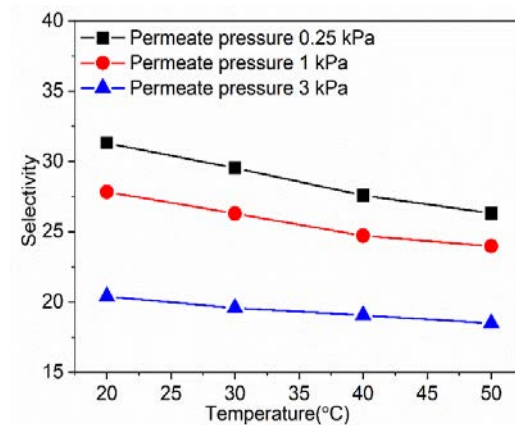 40
35
30
25
20
15
Selectivity
Permeate pressure 0.25 kPa
Permeate pressure 1 kPa
Permeate pressure 3 kPa
20 25 30 35 40 45 50
Temperature(°C)